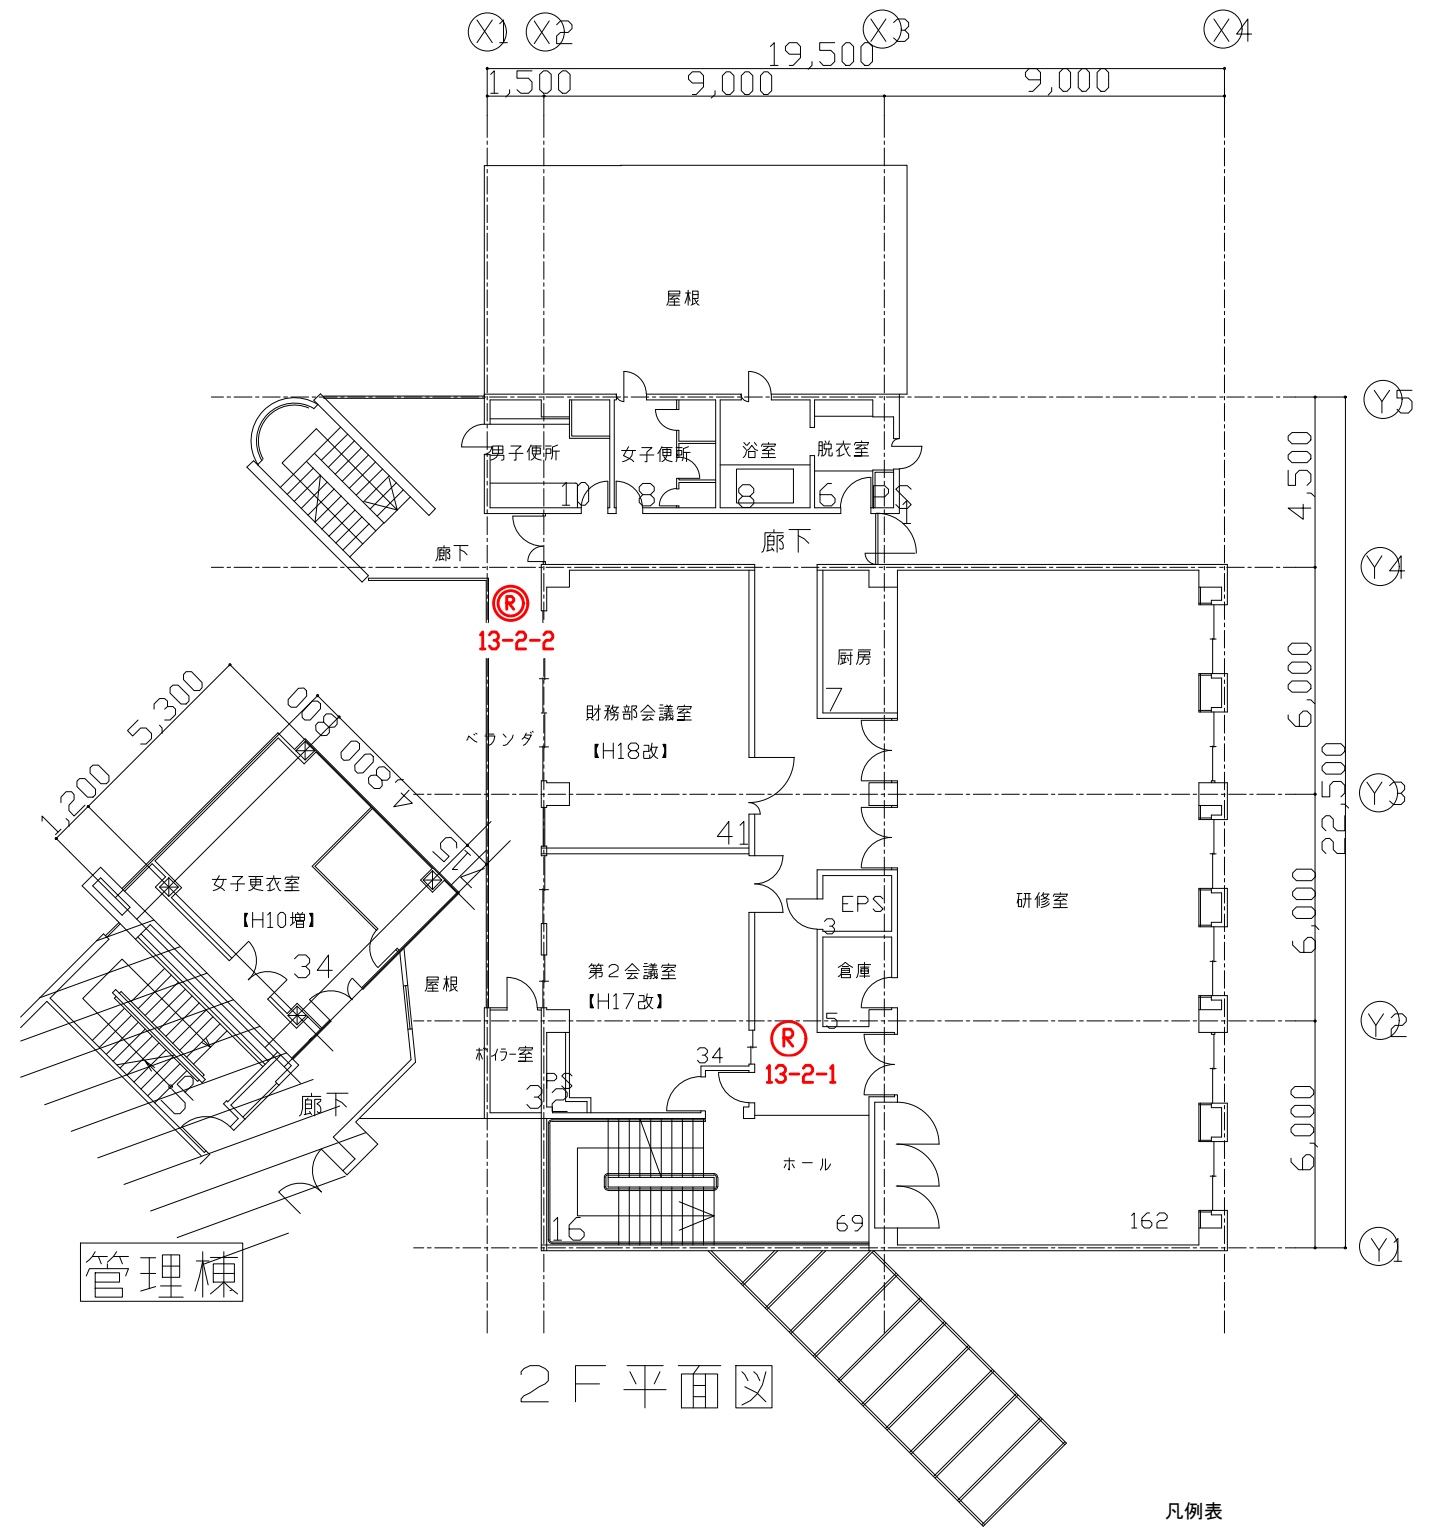 X1 X2 X3 X4
19,500
1,500 9,000 9,000
屋根
Y5
男子便所 女子便所 浴室 脱衣室
10 8 8 6 PS
1
4,500
廊下
廊下
Y4
R
13-2-2
厨房
7
6,000
5,300
財務部会議室
【H18改】
ベランダ
4,800
800
1,200
22,500
Y3
41
115
女子更衣室
【H10増】
34
EPS
3
研修室
6,000
第2会議室
【H17改】
倉庫
5
屋根
Y2
R
13-2-1
ボイラー室
34
PS
32
廊下
6,000
ホール
16
69
162
Y1
管理棟
2F平面図
凡例表